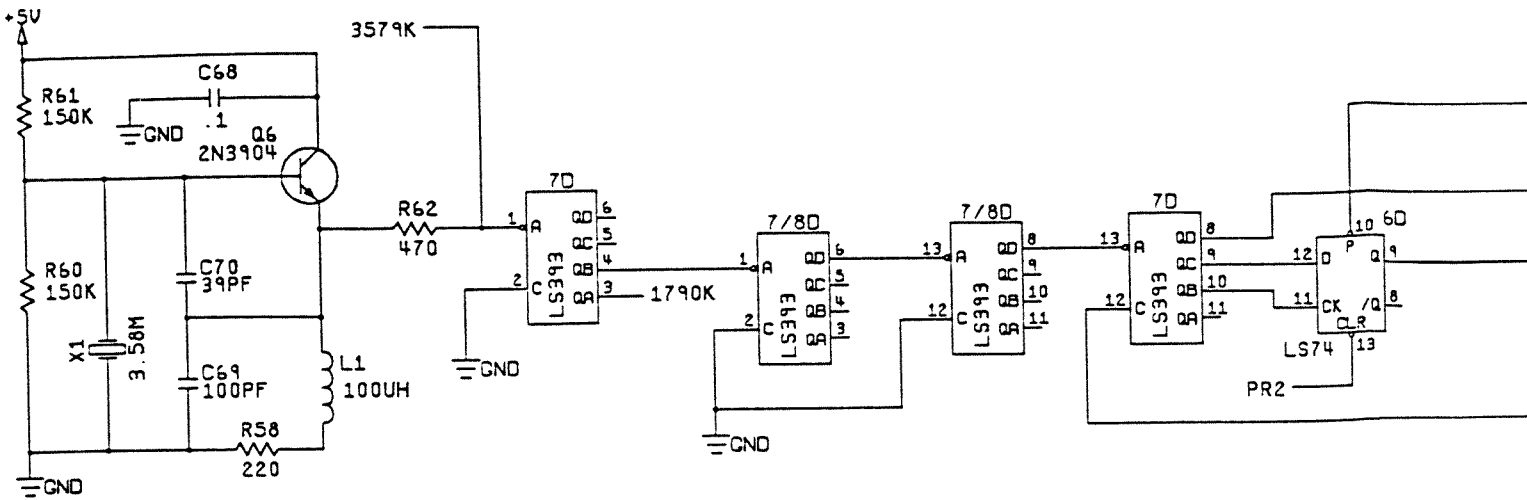 +5V
3579K
C68
.1
GND
R61
150K
Q6
2N3904
R62
470
R60
150K
C70
39PF
X1
3.58M
C69
100PF
L1
100UH
R58
220
GND
7D
1
A
2
C
LS393
QD 6
QC 5
QB 4
QA 3
1790K
GND
7/8D
1
A
2
C
LS393
QD 6
QC 5
QB 4
QA 3
GND
7/8D
13
A
12
C
LS393
QD 8
QC 9
QB 10
QA 11
7D
13
A
12
C
LS393
QD 8
QC 9
QB 10
QA 11
6D
10
P
12
D
11
CK
Q 9
/Q 8
CLR
13
LS74
PR2